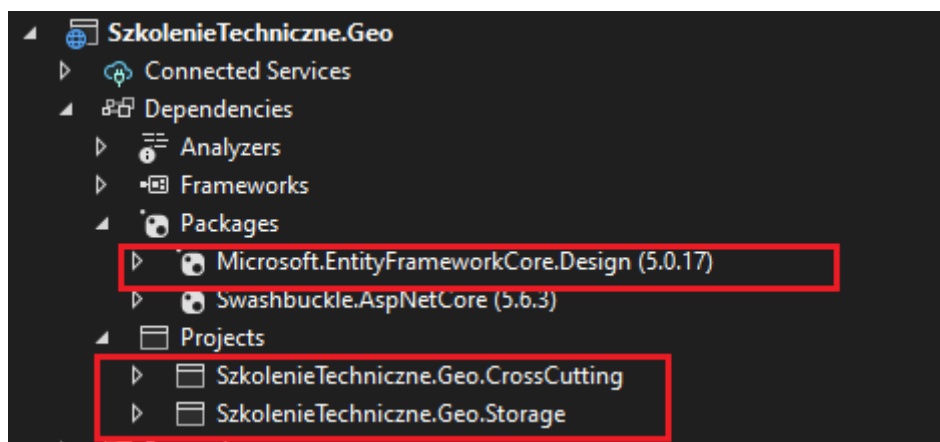 SzkolenieTechniczne.Geo
Connected Services
Dependencies
Analyzers
Frameworks
Packages
Microsoft.EntityFrameworkCore.Design (5.0.17)
Swashbuckle.AspNetCore (5.6.3)
Projects
SzkolenieTechniczne.Geo.CrossCutting
SzkolenieTechniczne.Geo.Storage